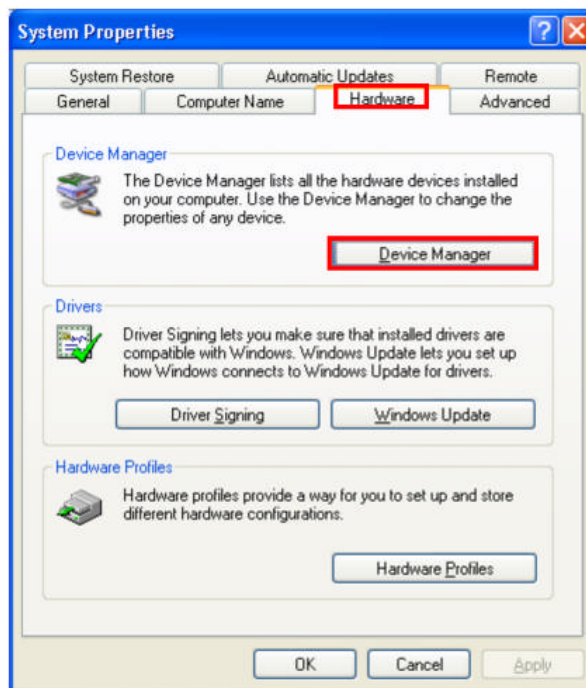 System Properties
System Restore Automatic Updates Remote
General Computer Name Hardware Advanced
Device Manager
The Device Manager lists all the hardware devices installed
on your computer. Use the Device Manager to change the
properties of any device.
Device Manager
Drivers
Driver Signing lets you make sure that installed drivers are
compatible with Windows. Windows Update lets you set up
how Windows connects to Windows Update for drivers.
Driver Signing Windows Update
Hardware Profiles
Hardware profiles provide a way for you to set up and store
different hardware configurations.
Hardware Profiles
OK Cancel Apply